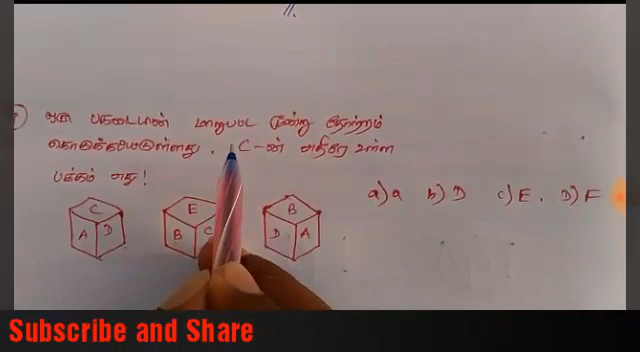 ஒரு பகடையின் மாறுபட்ட மூன்று தோற்றம்
கொடுக்கப்பட்டுள்ளது. C-ன் எதிரே உள்ள
பக்கம் எது!
a) a b) D c) E. D) F
C E B
A D B C D A
Subscribe and Share